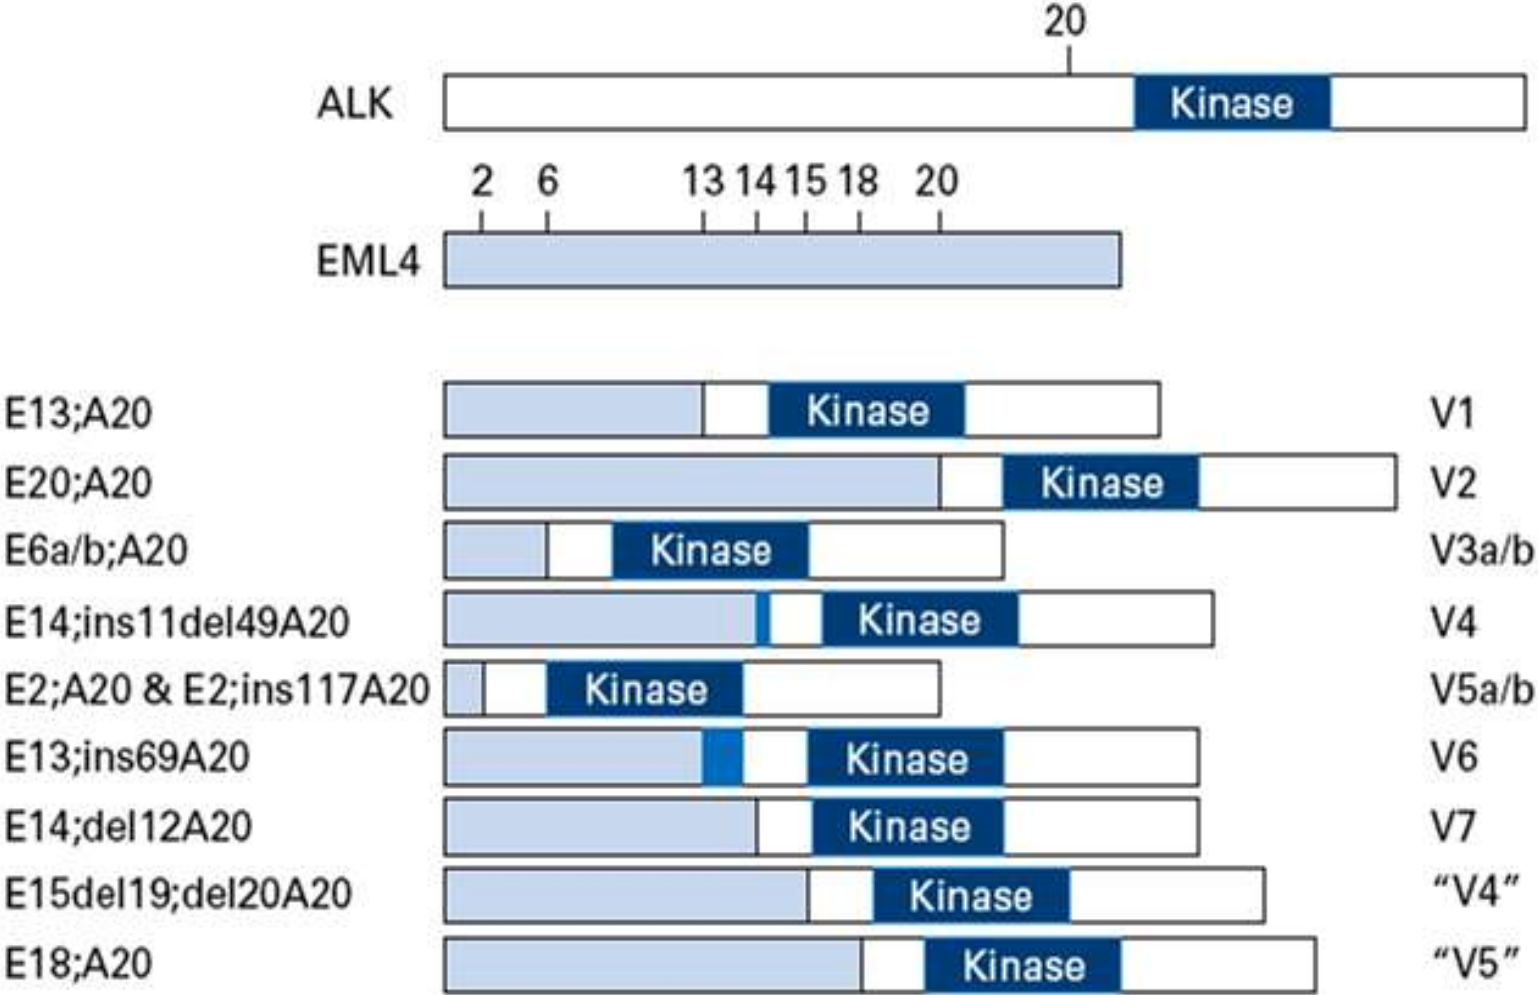 20
ALK Kinase
2 6 13 14 15 18 20
EML4
E13;A20 Kinase V1
E20;A20 Kinase V2
E6a/b;A20 Kinase V3a/b
E14;ins11del49A20 Kinase V4
E2;A20 & E2;ins117A20 Kinase V5a/b
E13;ins69A20 Kinase V6
E14;del12A20 Kinase V7
E15del19;del20A20 Kinase “V4”
E18;A20 Kinase “V5”